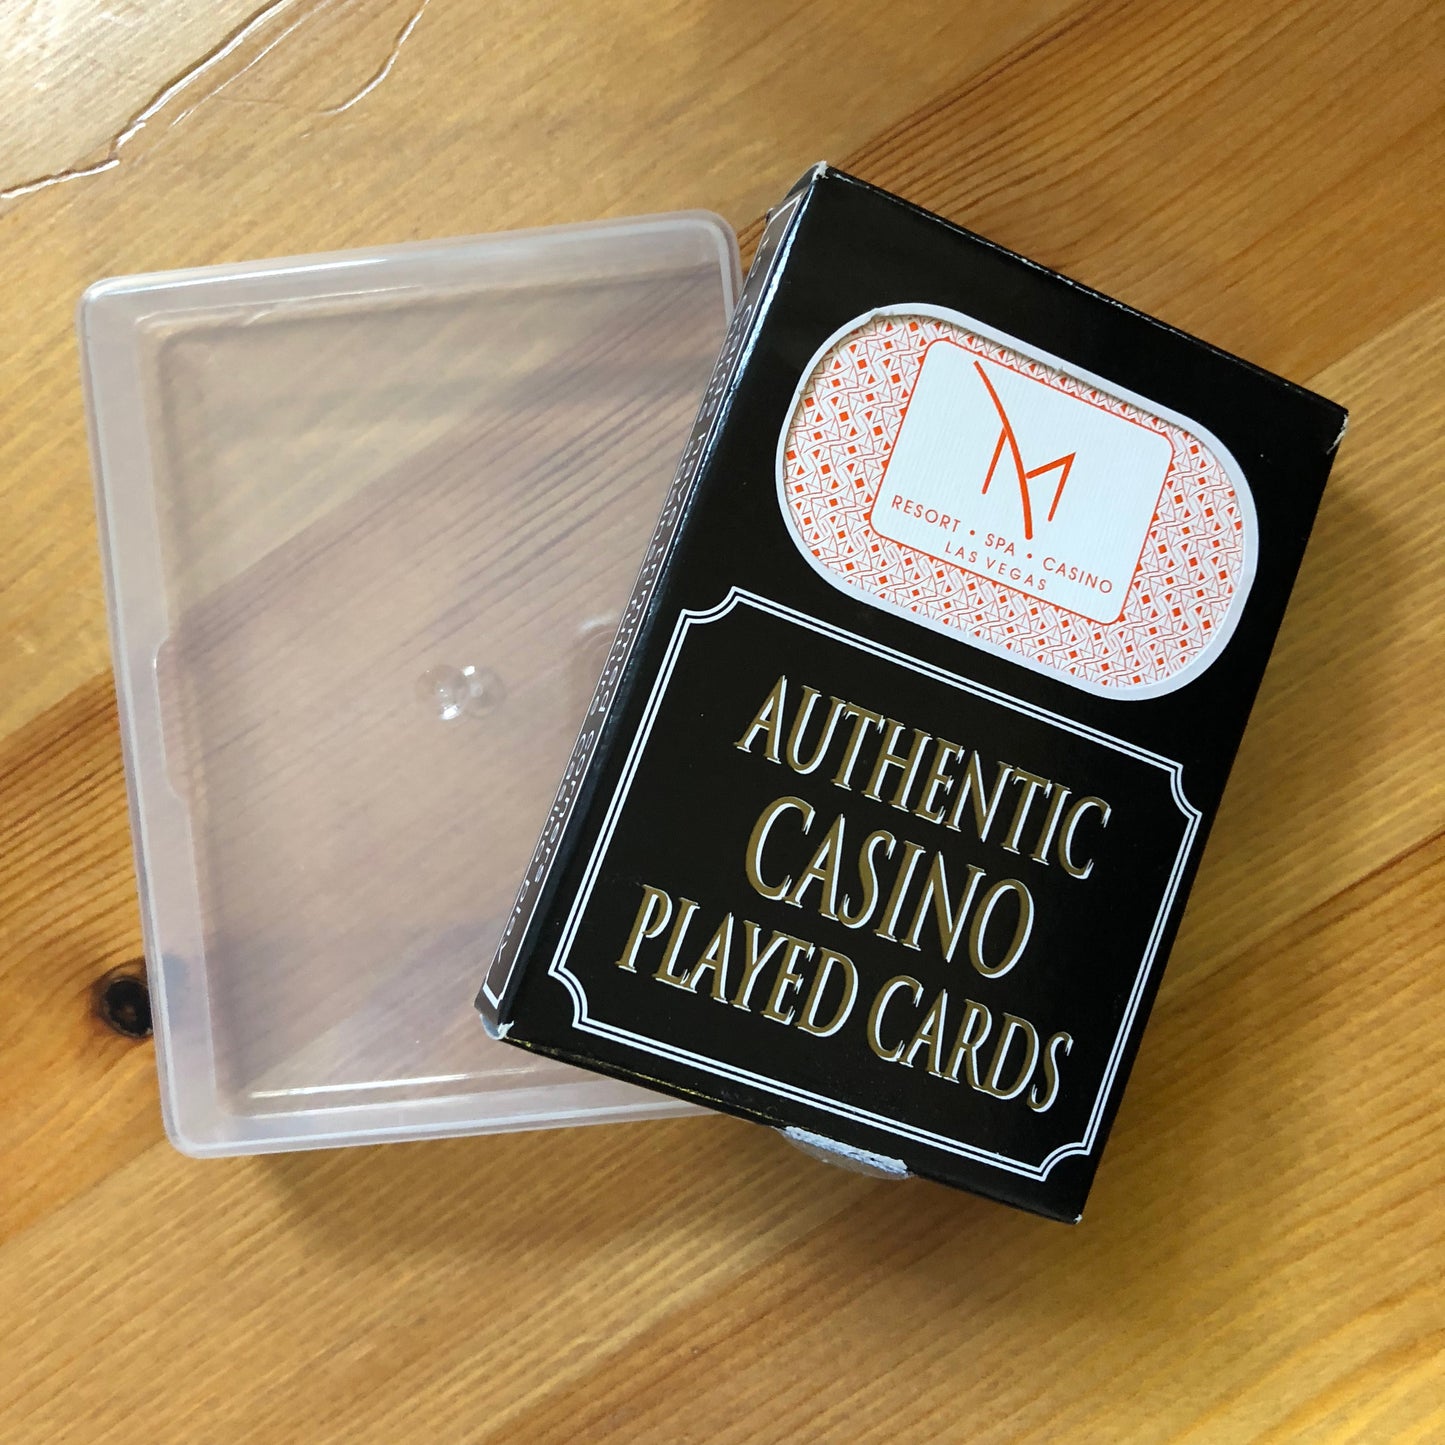 M
RESORT • SPA • CASINO
LAS VEGAS
AUTHENTIC
CASINO
PLAYED CARDS